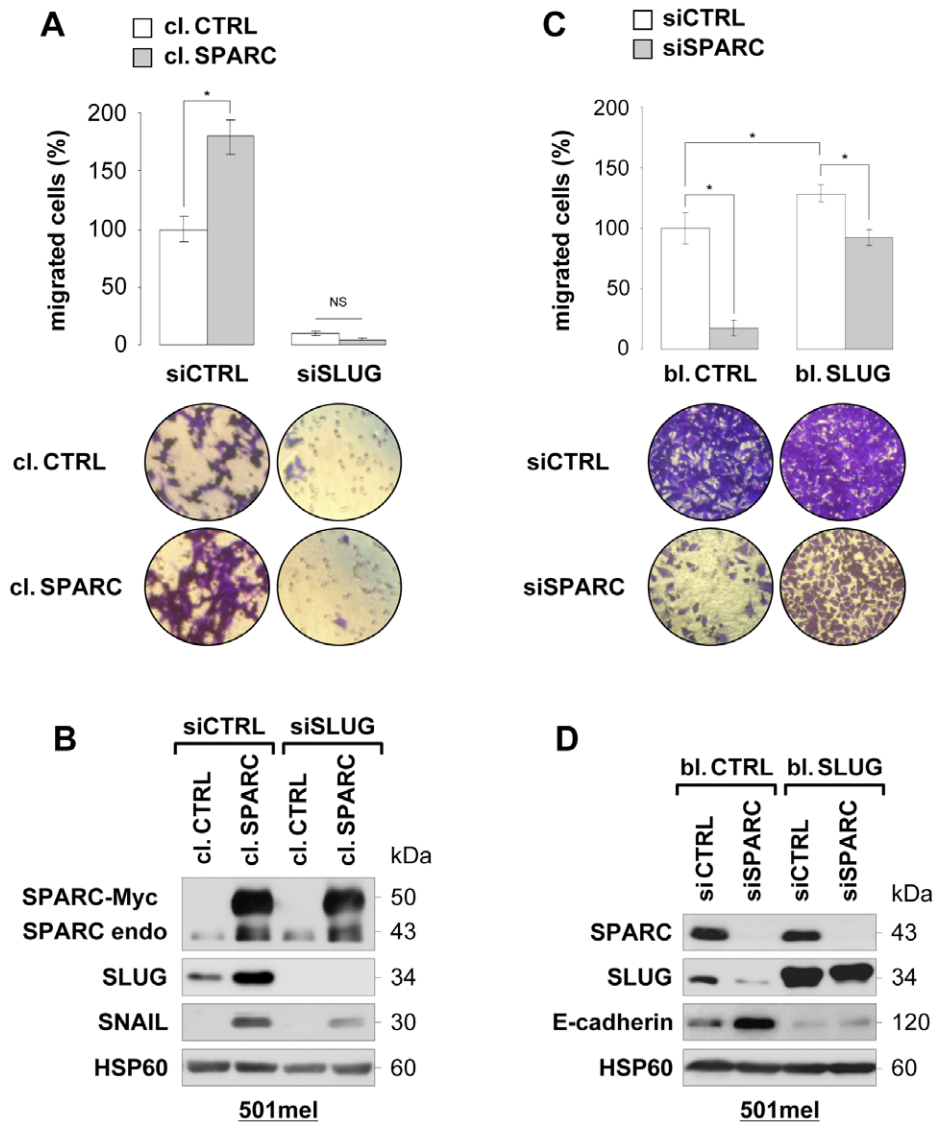 A
cl. CTRL
cl. SPARC
migrated cells (%)
200
150
100
50
0
*
NS
siCTRL siSLUG
cl. CTRL
cl. SPARC
C
siCTRL
siSPARC
migrated cells (%)
200
150
100
50
0
*
*
*
bl. CTRL bl. SLUG
siCTRL
siSPARC
B
siCTRL siSLUG
cl. CTRL cl. SPARC cl. CTRL cl. SPARC
kDa
SPARC-Myc 50
SPARC endo 43
SLUG 34
SNAIL 30
HSP60 60
501mel
D
bl. CTRL bl. SLUG
siCTRL siSPARC siCTRL siSPARC
kDa
SPARC 43
SLUG 34
E-cadherin 120
HSP60 60
501mel